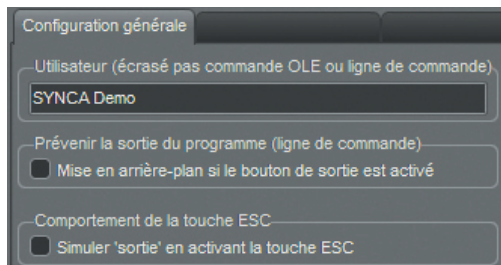 Configuration générale
Utilisateur (écrasé pas commande OLE ou ligne de commande)
SYNCA Demo
Prévenir la sortie du programme (ligne de commande)
Mise en arrière-plan si le bouton de sortie est activé
Comportement de la touche ESC
Simuler 'sortie' en activant la touche ESC